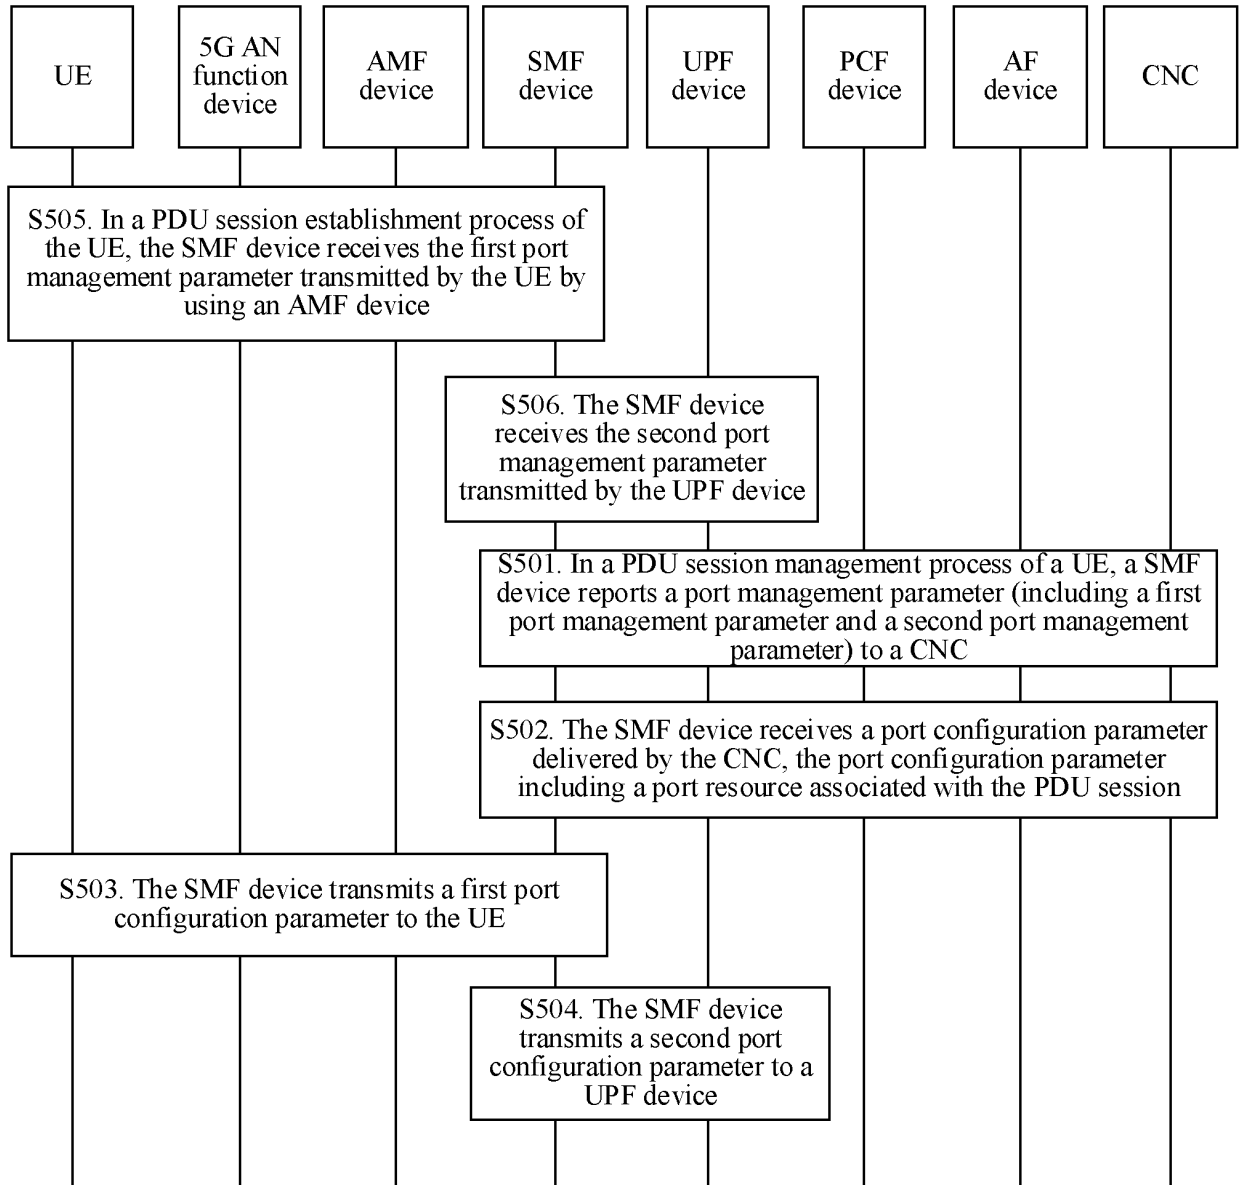 UE
5G AN
function
device
AMF
device
SMF
device
UPF
device
PCF
device
AF
device
CNC
S505. In a PDU session establishment process of
the UE, the SMF device receives the first port
management parameter transmitted by the UE by
using an AMF device
S506. The SMF device
receives the second port
management parameter
transmitted by the UPF device
S501. In a PDU session management process of a UE, a SMF
device reports a port management parameter (including a first
port management parameter and a second port management
parameter) to a CNC
S502. The SMF device receives a port configuration parameter
delivered by the CNC, the port configuration parameter
including a port resource associated with the PDU session
S503. The SMF device transmits a first port
configuration parameter to the UE
S504. The SMF device
transmits a second port
configuration parameter to a
UPF device